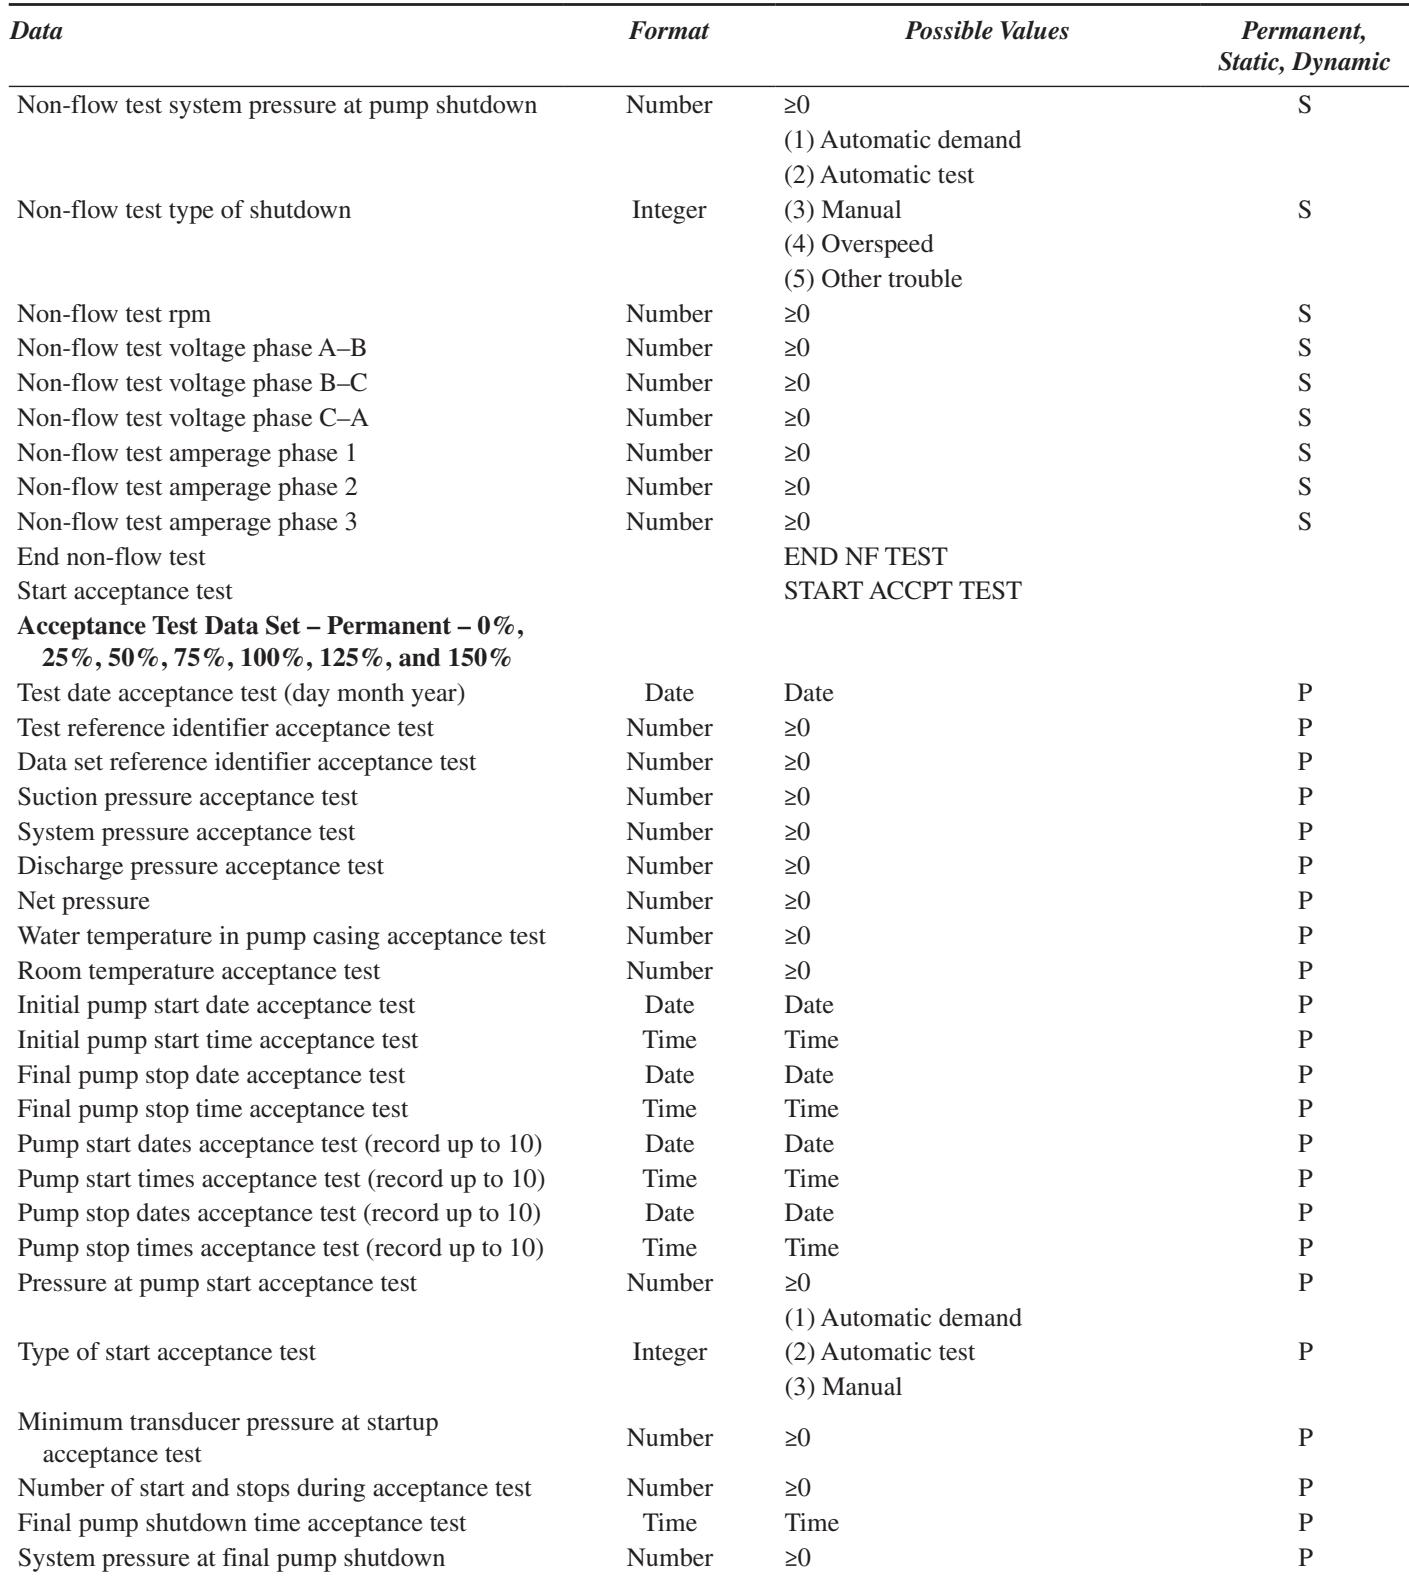 Data Format Possible Values Permanent,
Static, Dynamic
Non-flow test system pressure at pump shutdown Number ≥0 S
(1) Automatic demand
(2) Automatic test
Non-flow test type of shutdown Integer (3) Manual S
(4) Overspeed
(5) Other trouble
Non-flow test rpm Number ≥0 S
Non-flow test voltage phase A–B Number ≥0 S
Non-flow test voltage phase B–C Number ≥0 S
Non-flow test voltage phase C–A Number ≥0 S
Non-flow test amperage phase 1 Number ≥0 S
Non-flow test amperage phase 2 Number ≥0 S
Non-flow test amperage phase 3 Number ≥0 S
End non-flow test END NF TEST
Start acceptance test START ACCPT TEST
Acceptance Test Data Set – Permanent – 0%,
25%, 50%, 75%, 100%, 125%, and 150%
Test date acceptance test (day month year) Date Date P
Test reference identifier acceptance test Number ≥0 P
Data set reference identifier acceptance test Number ≥0 P
Suction pressure acceptance test Number ≥0 P
System pressure acceptance test Number ≥0 P
Discharge pressure acceptance test Number ≥0 P
Net pressure Number ≥0 P
Water temperature in pump casing acceptance test Number ≥0 P
Room temperature acceptance test Number ≥0 P
Initial pump start date acceptance test Date Date P
Initial pump start time acceptance test Time Time P
Final pump stop date acceptance test Date Date P
Final pump stop time acceptance test Time Time P
Pump start dates acceptance test (record up to 10) Date Date P
Pump start times acceptance test (record up to 10) Time Time P
Pump stop dates acceptance test (record up to 10) Date Date P
Pump stop times acceptance test (record up to 10) Time Time P
Pressure at pump start acceptance test Number ≥0 P
(1) Automatic demand
Type of start acceptance test Integer (2) Automatic test P
(3) Manual
Minimum transducer pressure at startup
acceptance test Number ≥0 P
Number of start and stops during acceptance test Number ≥0 P
Final pump shutdown time acceptance test Time Time P
System pressure at final pump shutdown Number ≥0 P